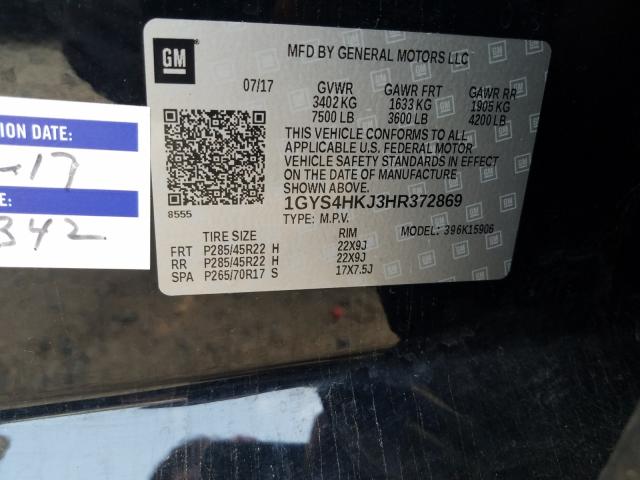 GM
MFD BY GENERAL MOTORS LLC
07/17 GVWR GAWR FRT GAWR RR
3402 KG 1633 KG 1905 KG
7500 LB 3600 LB 4200 LB
THIS VEHICLE CONFORMS TO ALL
APPLICABLE U.S. FEDERAL MOTOR
VEHICLE SAFETY STANDARDS IN EFFECT
ON THE DATE OF MANUFACTURE
SHOWN ABOVE.
8555
1GYS4HKJ3HR372869
TYPE: M.P.V. MODEL: 396K15906
TIRE SIZE RIM
FRT P285/45R22 H 22X9J
RR P285/45R22 H 22X9J
SPA P265/70R17 S 17X7.5J
ION DATE:
-17
342